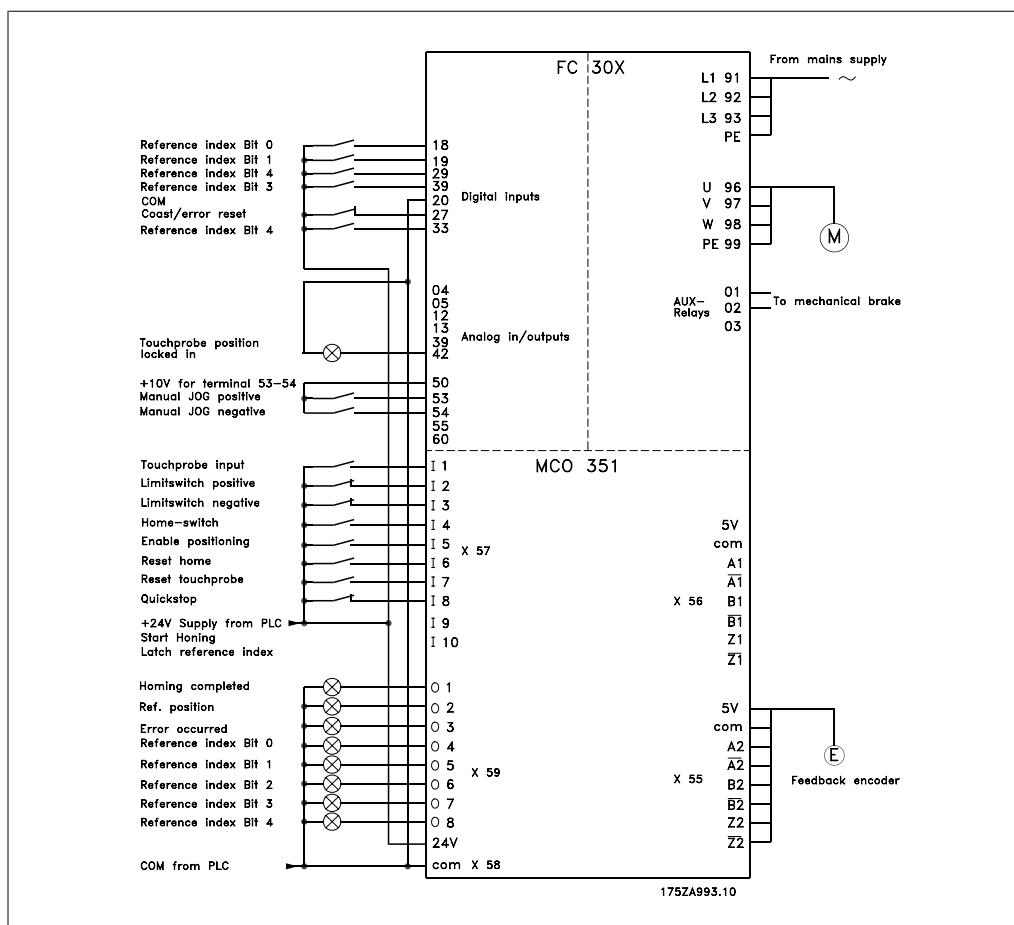 FC 30X
From mains supply
L1 91
L2 92
L3 93
PE
Reference index Bit 0
18
Reference index Bit 1
19
Reference index Bit 4
29
Reference index Bit 3
39
COM
20
Coast/error reset
27
Reference index Bit 4
33
Digital inputs
U 96
V 97
W 98
PE 99
M
04
05
12
13
39
42
Analog in/outputs
Touchprobe position
locked in
AUX-
Relays
01
02
03
To mechanical brake
+10V for terminal 53-54
50
Manual JOG positive
53
Manual JOG negative
54
55
60
MCO 351
Touchprobe input
I 1
Limitswitch positive
I 2
Limitswitch negative
I 3
Home-switch
I 4
Enable positioning
I 5
Reset home
I 6
Reset touchprobe
I 7
Quickstop
I 8
+24V Supply from PLC
I 9
Start Honing
I 10
Latch reference index
X 57
5V
com
A1
A̅1̅
B1
B̅1̅
Z1
Z̅1̅
X 56
Homing completed
O 1
Ref. position
O 2
Error occurred
O 3
Reference index Bit 0
O 4
Reference index Bit 1
O 5
Reference index Bit 2
O 6
Reference index Bit 3
O 7
Reference index Bit 4
O 8
X 59
24V
COM from PLC
com X 58
5V
com
A2
A̅2̅
B2
B̅2̅
Z2
Z̅2̅
X 55
E
Feedback encoder
175ZA993.10